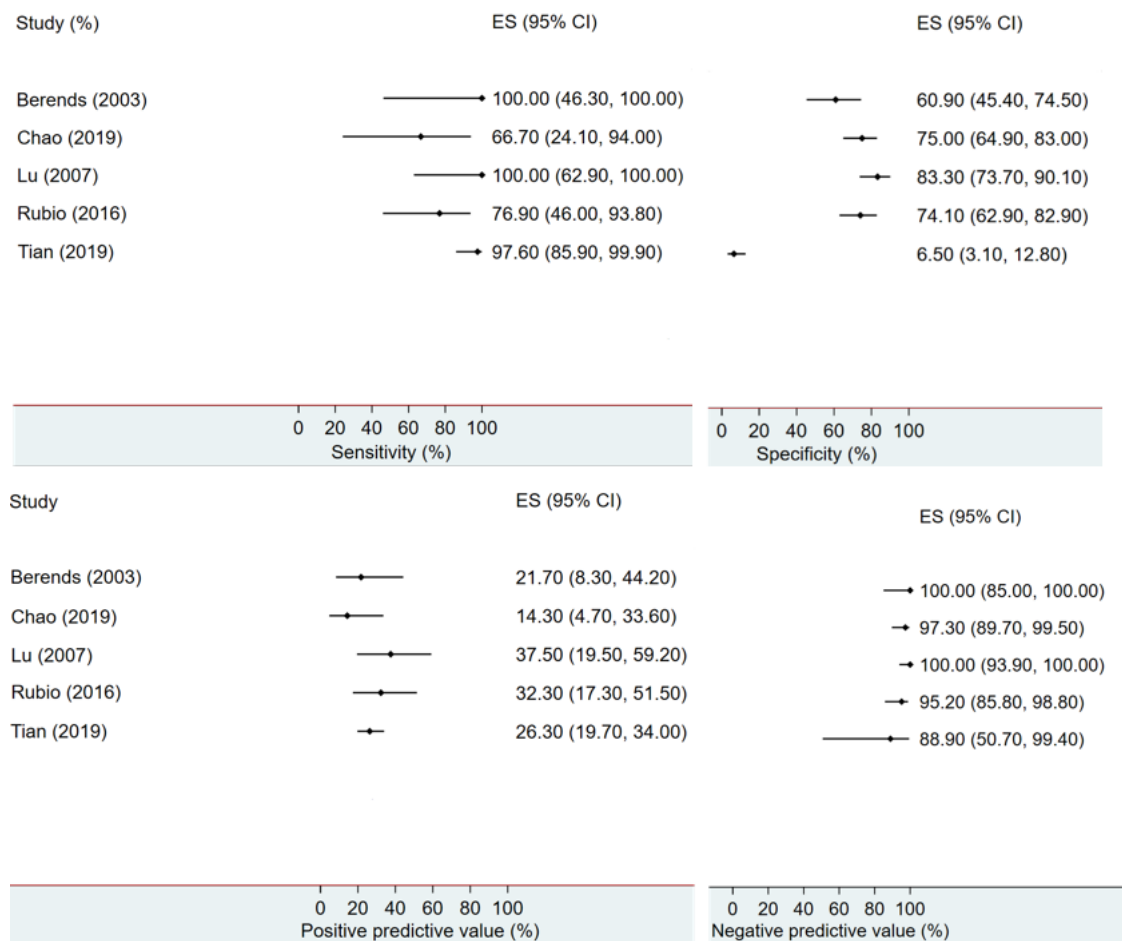 Study (%) ES (95% CI) ES (95% CI)
Berends (2003) 100.00 (46.30, 100.00) 60.90 (45.40, 74.50)
Chao (2019) 66.70 (24.10, 94.00) 75.00 (64.90, 83.00)
Lu (2007) 100.00 (62.90, 100.00) 83.30 (73.70, 90.10)
Rubio (2016) 76.90 (46.00, 93.80) 74.10 (62.90, 82.90)
Tian (2019) 97.60 (85.90, 99.90) 6.50 (3.10, 12.80)
0 20 40 60 80 100 0 20 40 60 80 100
Sensitivity (%) Specificity (%)
Study ES (95% CI) ES (95% CI)
Berends (2003) 21.70 (8.30, 44.20) 100.00 (85.00, 100.00)
Chao (2019) 14.30 (4.70, 33.60) 97.30 (89.70, 99.50)
Lu (2007) 37.50 (19.50, 59.20) 100.00 (93.90, 100.00)
Rubio (2016) 32.30 (17.30, 51.50) 95.20 (85.80, 98.80)
Tian (2019) 26.30 (19.70, 34.00) 88.90 (50.70, 99.40)
0 20 40 60 80 100 0 20 40 60 80 100
Positive predictive value (%) Negative predictive value (%)